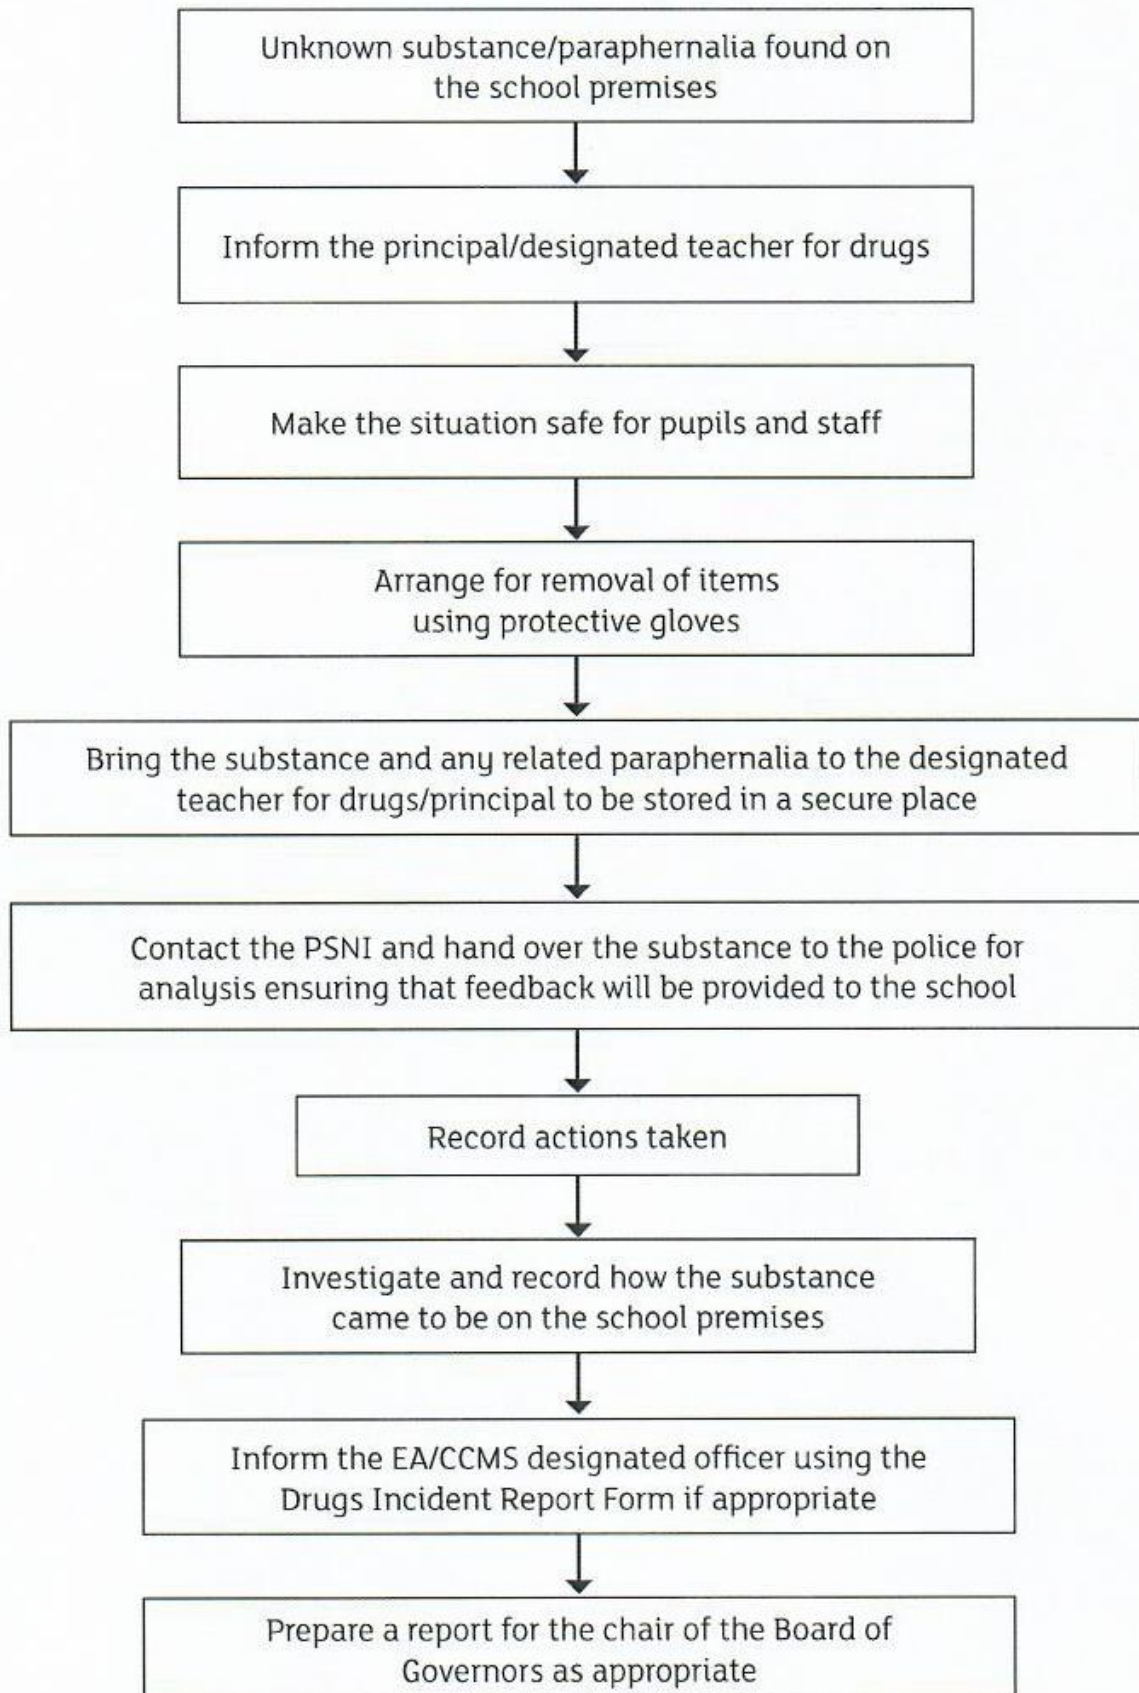 Unknown substance/paraphernalia found on
the school premises
Inform the principal/designated teacher for drugs
Make the situation safe for pupils and staff
Arrange for removal of items
using protective gloves
Bring the substance and any related paraphernalia to the designated
teacher for drugs/principal to be stored in a secure place
Contact the PSNI and hand over the substance to the police for
analysis ensuring that feedback will be provided to the school
Record actions taken
Investigate and record how the substance
came to be on the school premises
Inform the EA/CCMS designated officer using the
Drugs Incident Report Form if appropriate
Prepare a report for the chair of the Board of
Governors as appropriate